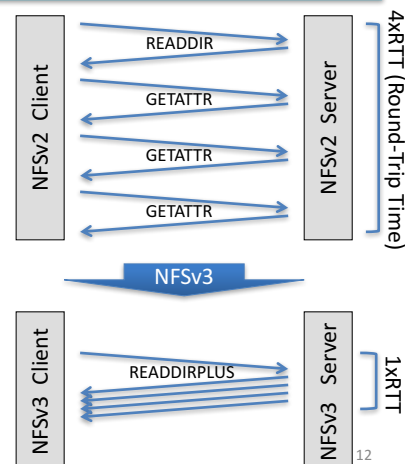 NFSv2 Client
READDIR
GETATTR
GETATTR
GETATTR
NFSv2 Server
4xRTT (Round-Trip Time)
NFSv3
NFSv3 Client
READDIRPLUS
NFSv3 Server
1xRTT
12